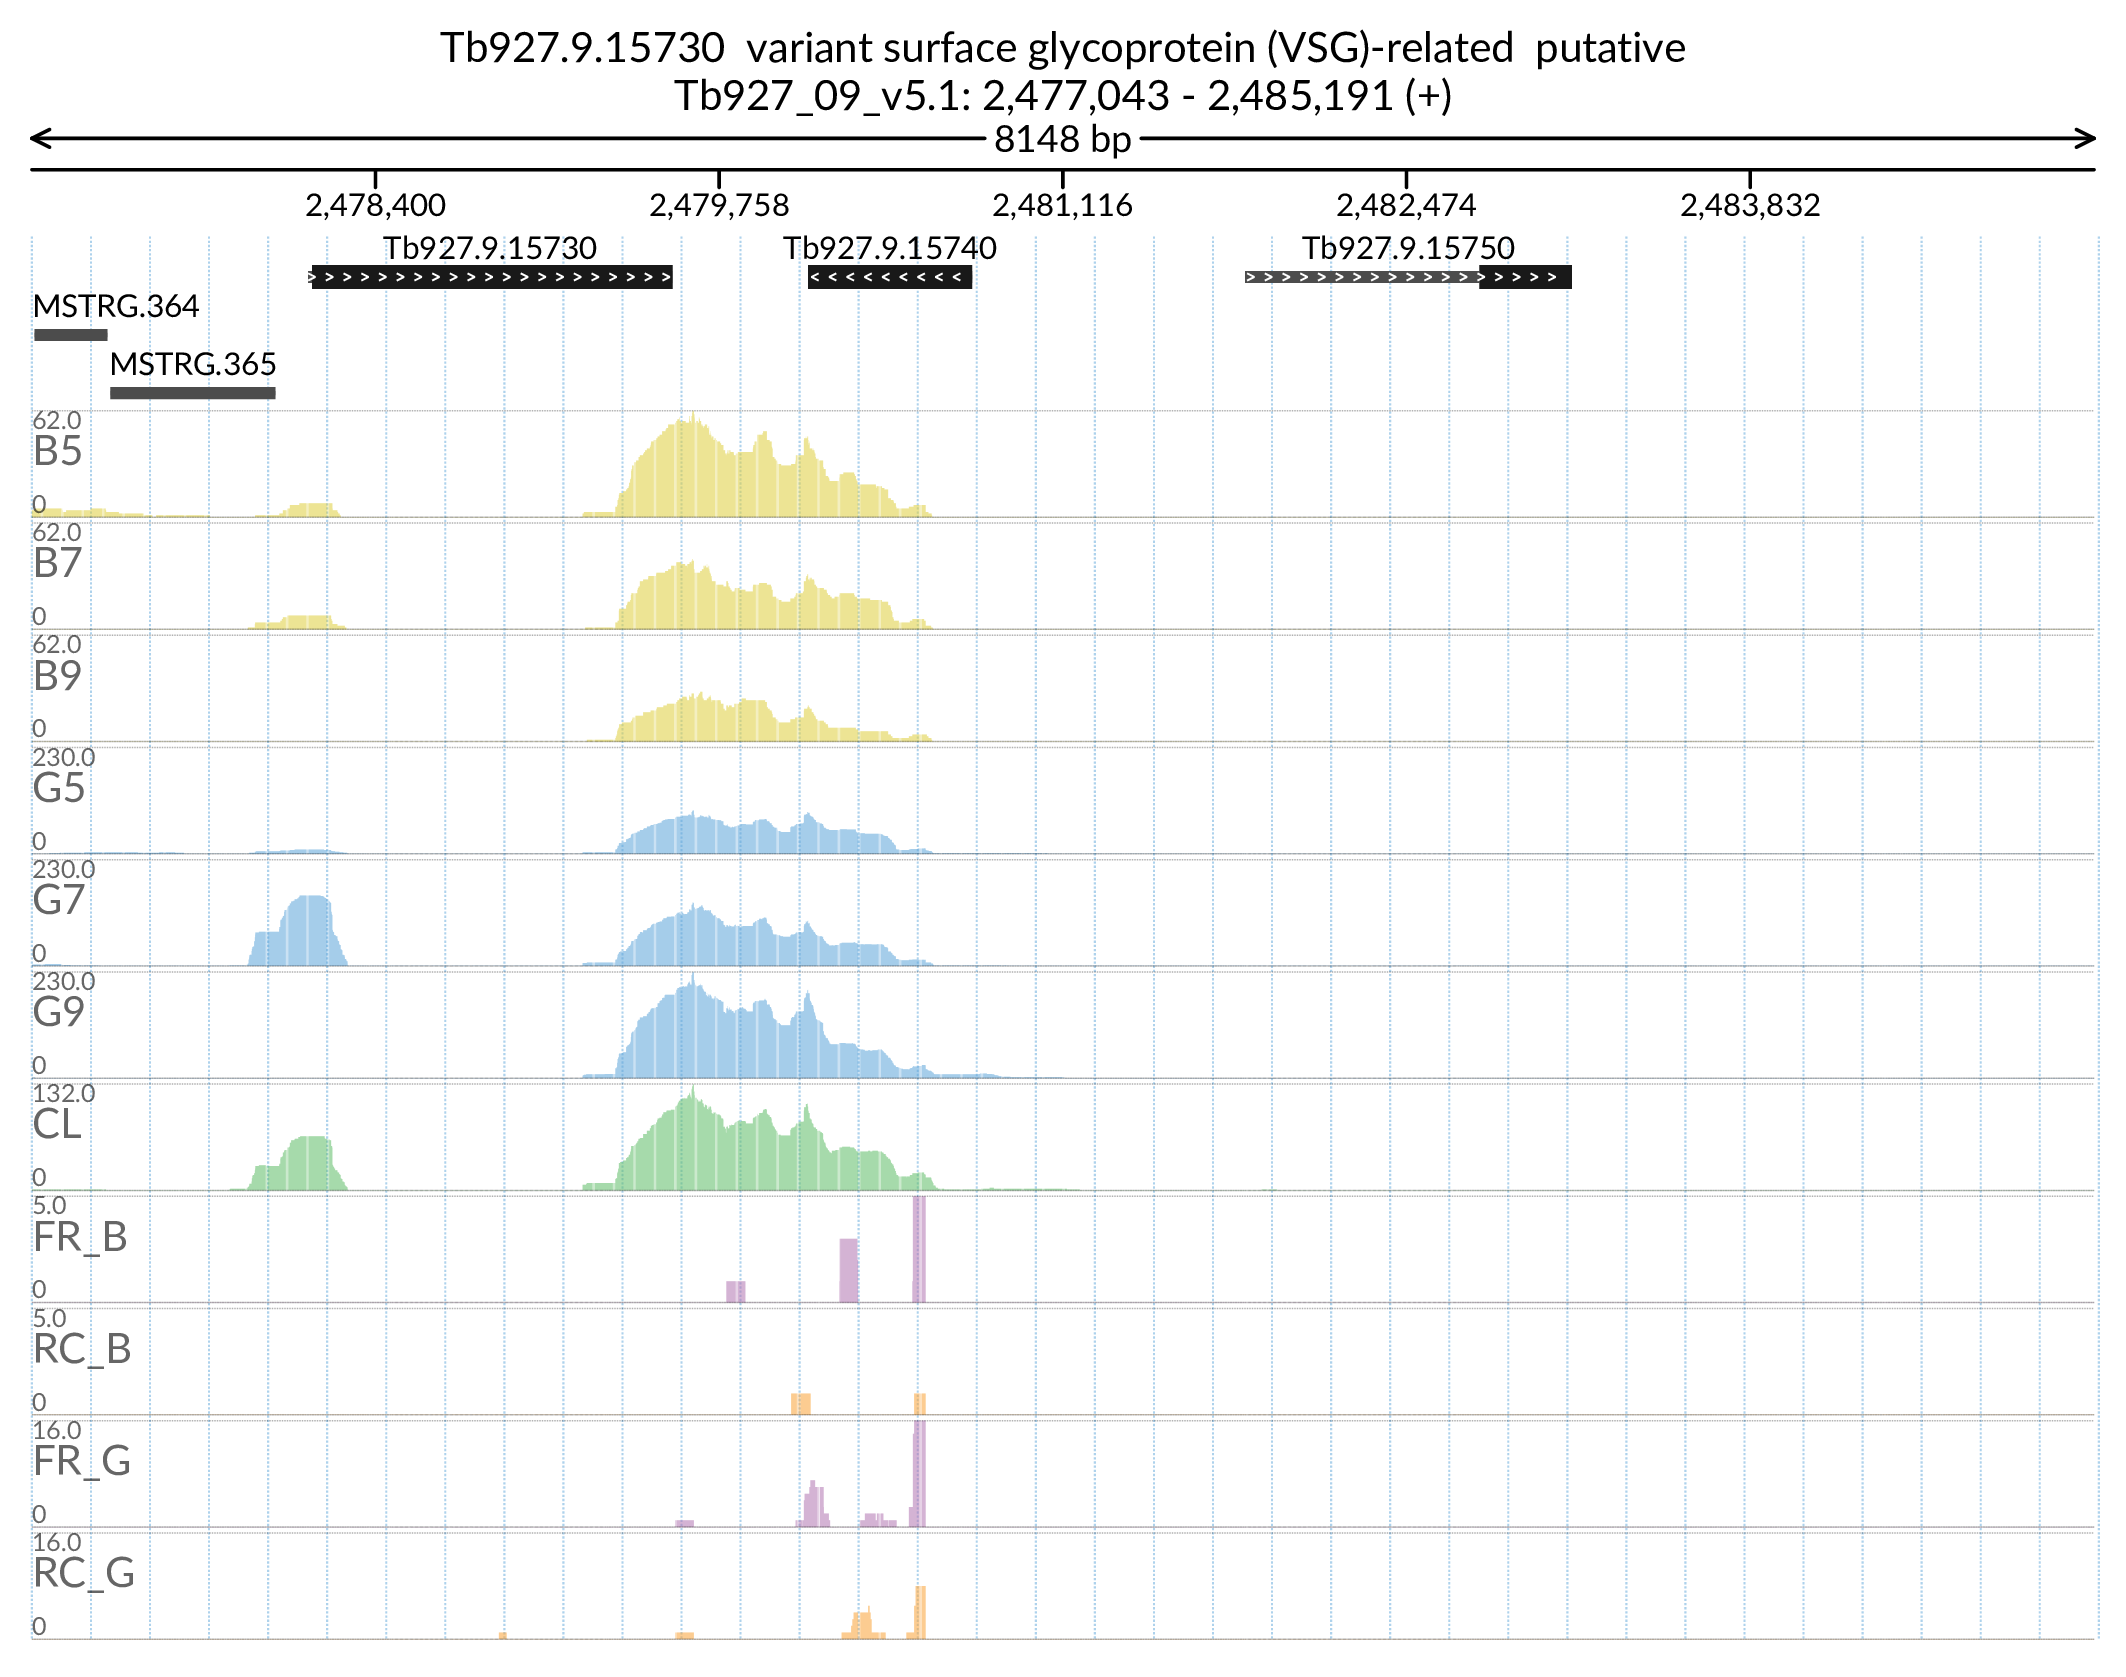 Tb927.9.15730 variant surface glycoprotein (VSG)-related putative
Tb927_09_v5.1: 2,477,043 - 2,485,191 (+)
8148 bp
2,478,400 2,479,758 2,481,116 2,482,474 2,483,832
Tb927.9.15730 Tb927.9.15740 Tb927.9.15750
MSTRG.364
MSTRG.365
62.0
B5
0
62.0
B7
0
62.0
B9
0
230.0
G5
0
230.0
G7
0
230.0
G9
0
132.0
CL
0
5.0
FR_B
0
5.0
RC_B
0
16.0
FR_G
0
16.0
RC_G
0